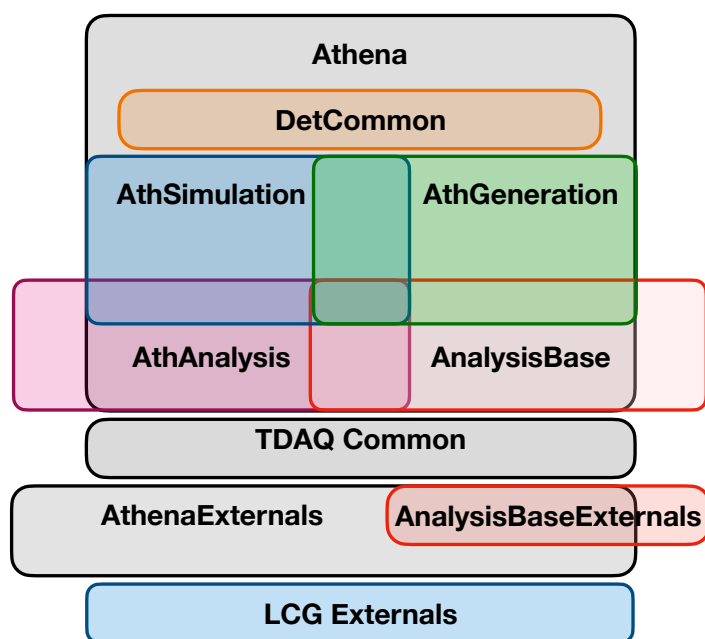 Athena
DetCommon
AthSimulation
AthGeneration
AthAnalysis
AnalysisBase
TDAQ Common
AthenaExternals
AnalysisBaseExternals
LCG Externals